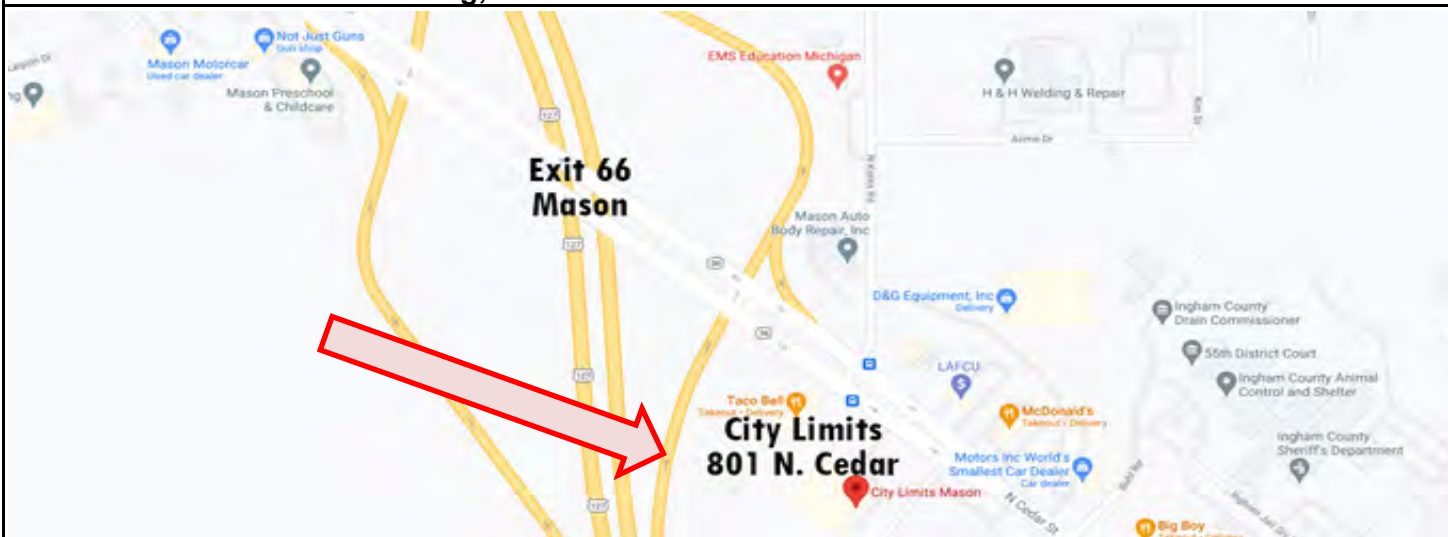 g,
Not Just Guns
Gun shop
Mason Motorcar
Used car dealer
Mason Preschool
& Childcare
EMS Education Michigan
H & H Welding & Repair
Kim St
127
Exit 66
Mason
127
Mason Auto
Body Repair, Inc
36
D&G Equipment, Inc
Delivery
Ingham County
Drain Commissioner
36
55th District Court
LAFCU
Ingham County Animal
Control and Shelter
127
Taco Bell
Takeout • Delivery
McDonald's
Takeout • Delivery
City Limits
801 N. Cedar
Ingham County
Sheriff's Department
Motors Inc World's
Smallest Car Dealer
Car dealer
City Limits Mason
127
N Cedar St
Big Boy